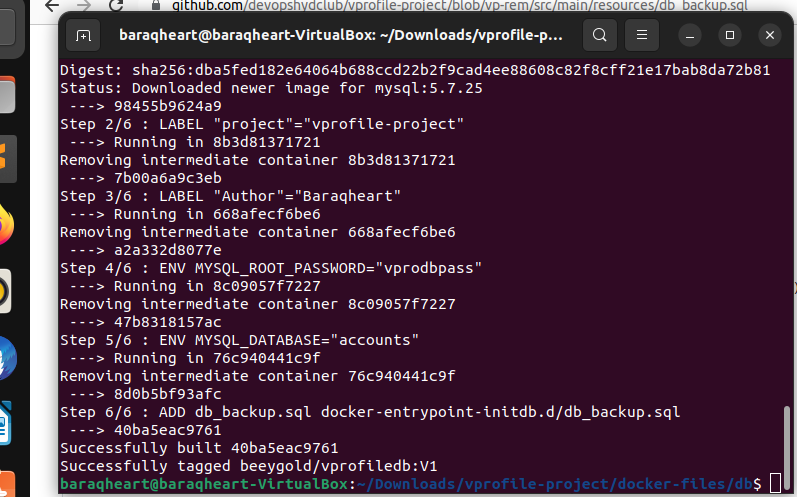 github.com/devopshydclub/vprofile-project/blob/vp-rem/src/main/resources/db_backup.sql
baraqheart@baraqheart-VirtualBox: ~/Downloads/vprofile-p...
Digest: sha256:dba5fed182e64064b688ccd22b2f9cad4ee88608c82f8cff21e17bab8da72b81
Status: Downloaded newer image for mysql:5.7.25
---> 98455b9624a9
Step 2/6 : LABEL "project"="vprofile-project"
---> Running in 8b3d81371721
Removing intermediate container 8b3d81371721
---> 7b00a6a9c3eb
Step 3/6 : LABEL "Author"="Baraqheart"
---> Running in 668afecf6be6
Removing intermediate container 668afecf6be6
---> a2a332d8077e
Step 4/6 : ENV MYSQL_ROOT_PASSWORD="vprodbpass"
---> Running in 8c09057f7227
Removing intermediate container 8c09057f7227
---> 47b8318157ac
Step 5/6 : ENV MYSQL_DATABASE="accounts"
---> Running in 76c940441c9f
Removing intermediate container 76c940441c9f
---> 8d0b5bf93afc
Step 6/6 : ADD db_backup.sql docker-entrypoint-initdb.d/db_backup.sql
---> 40ba5eac9761
Successfully built 40ba5eac9761
Successfully tagged beeygold/vprofiledb:V1
baraqheart@baraqheart-VirtualBox:~/Downloads/vprofile-project/docker-files/db$